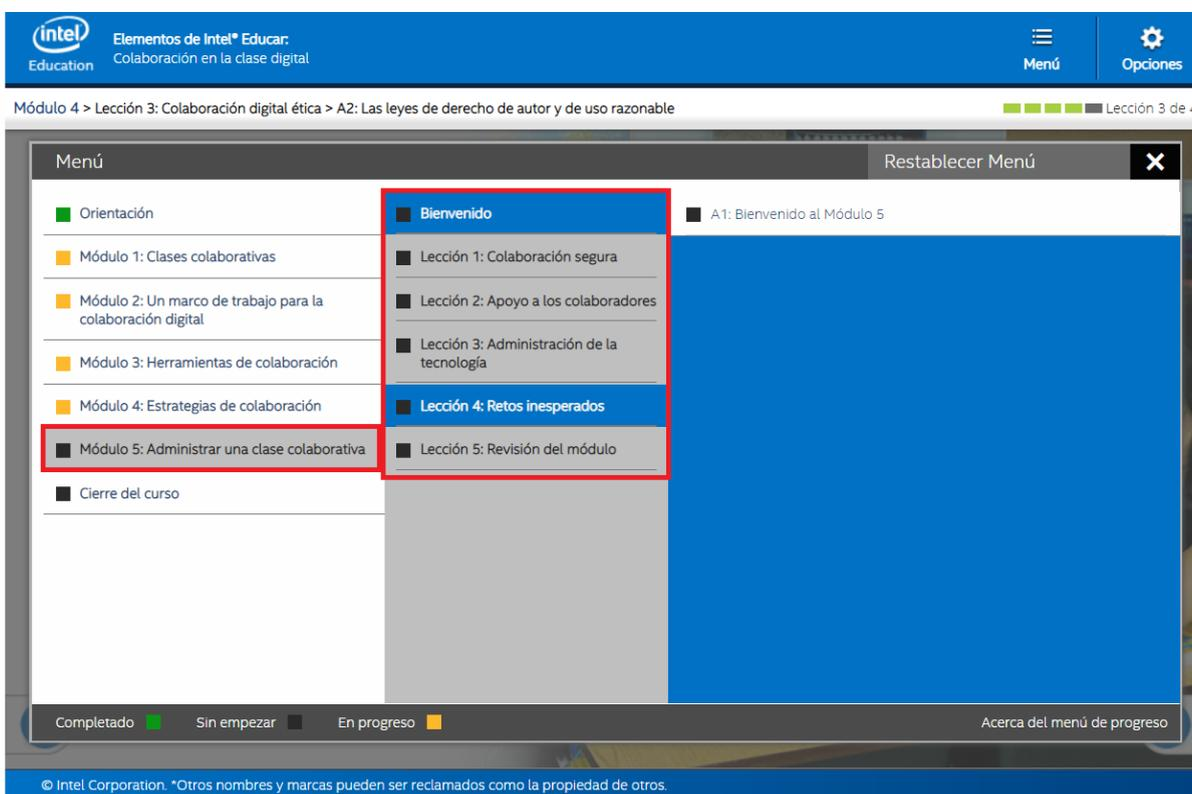 intel
Education
Elementos de Intel® Educar:
Colaboración en la clase digital
Menú
Opciones
Módulo 4 > Lección 3: Colaboración digital ética > A2: Las leyes de derecho de autor y de uso razonable
Lección 3 de
Menú
Restablecer Menú
Orientación
Módulo 1: Clases colaborativas
Módulo 2: Un marco de trabajo para la
colaboración digital
Módulo 3: Herramientas de colaboración
Módulo 4: Estrategias de colaboración
Módulo 5: Administrar una clase colaborativa
Cierre del curso
Bienvenido
Lección 1: Colaboración segura
Lección 2: Apoyo a los colaboradores
Lección 3: Administración de la
tecnología
Lección 4: Retos inesperados
Lección 5: Revisión del módulo
A1: Bienvenido al Módulo 5
Completado
Sin empezar
En progreso
Acerca del menú de progreso
© Intel Corporation. *Otros nombres y marcas pueden ser reclamados como la propiedad de otros.